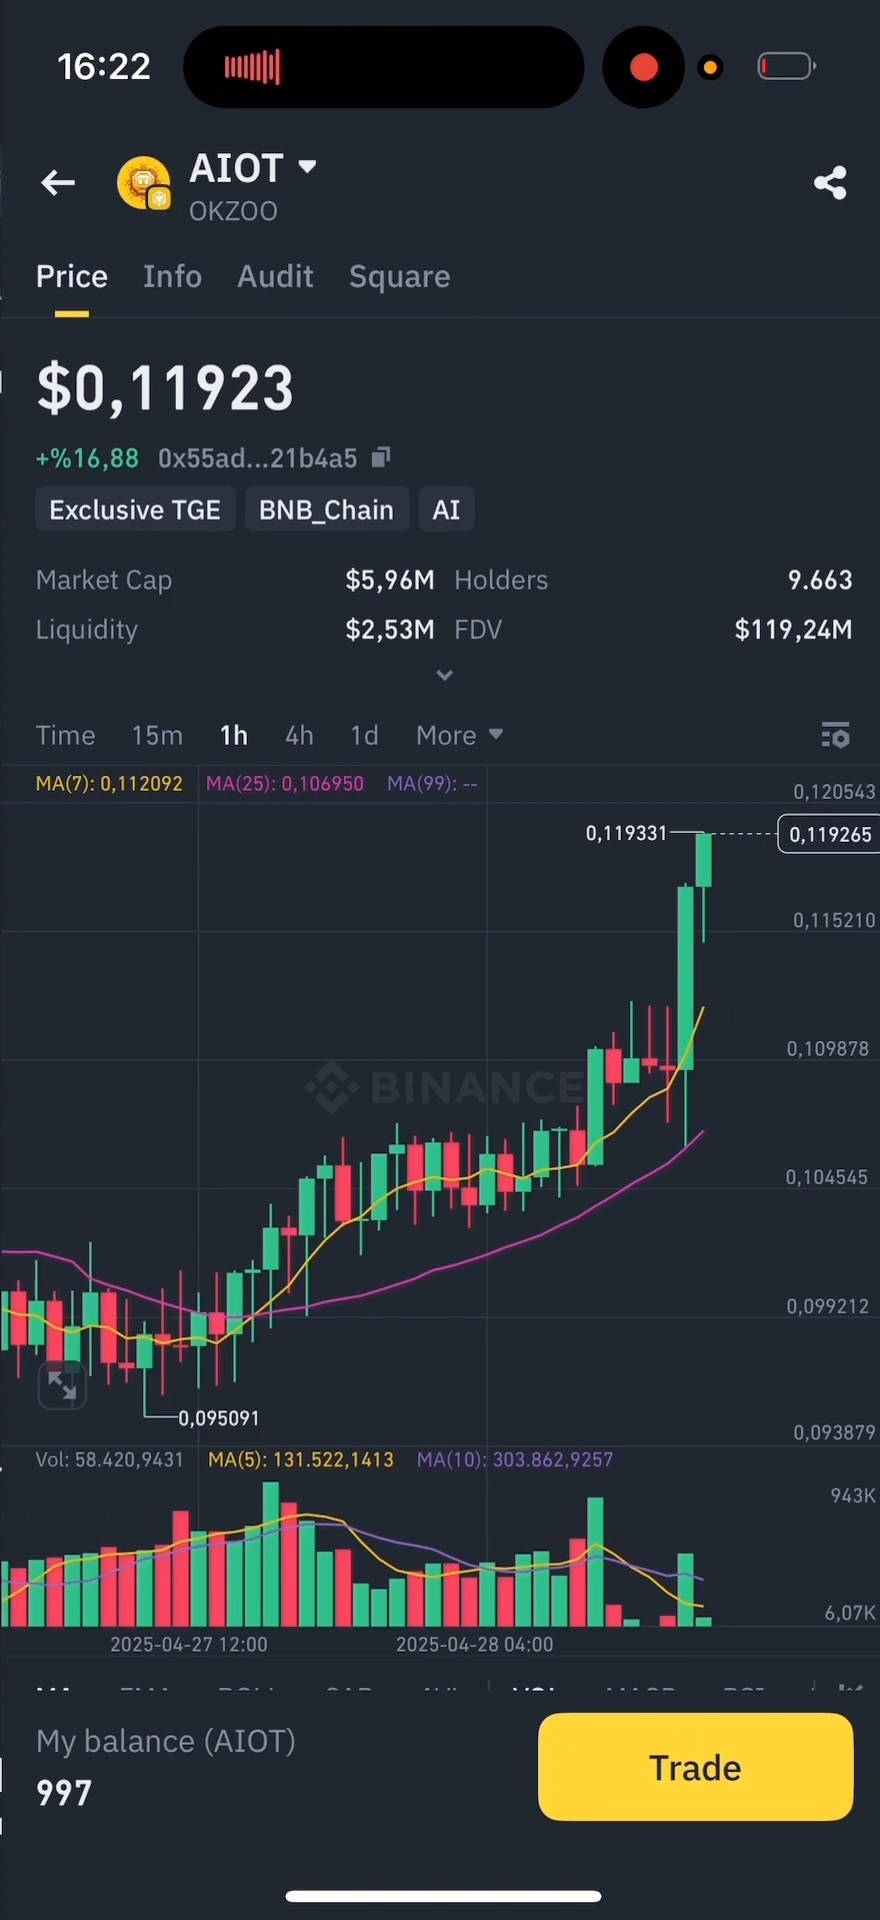 16:22
AIOT
OKZOO
Price Info Audit Square
$0,11923
+%16,88 0x55ad...21b4a5
Exclusive TGE BNB_Chain AI
Market Cap $5,96M Holders 9.663
Liquidity $2,53M FDV $119,24M
Time 15m 1h 4h 1d More
MA(7): 0,112092 MA(25): 0,106950 MA(99): --
0,120543
0,119331 0,119265
0,115210
0,109878
BINANCE
0,104545
0,099212
0,095091
0,093879
Vol: 58.420,9431 MA(5): 131.522,1413 MA(10): 303.862,9257
943K
6,07K
2025-04-27 12:00 2025-04-28 04:00
My balance (AIOT)
997
Trade